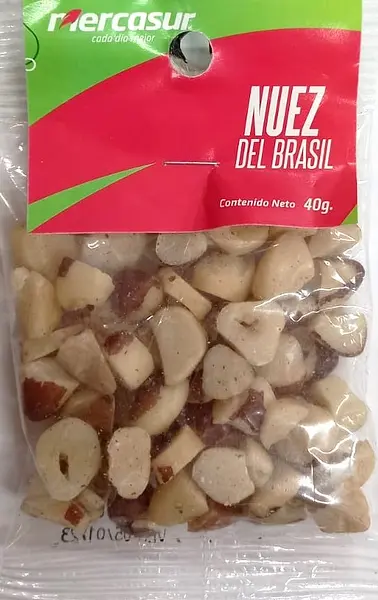 mercasur
cada día mejor
NUEZ
DEL BRASIL
Contenido Neto 40g.